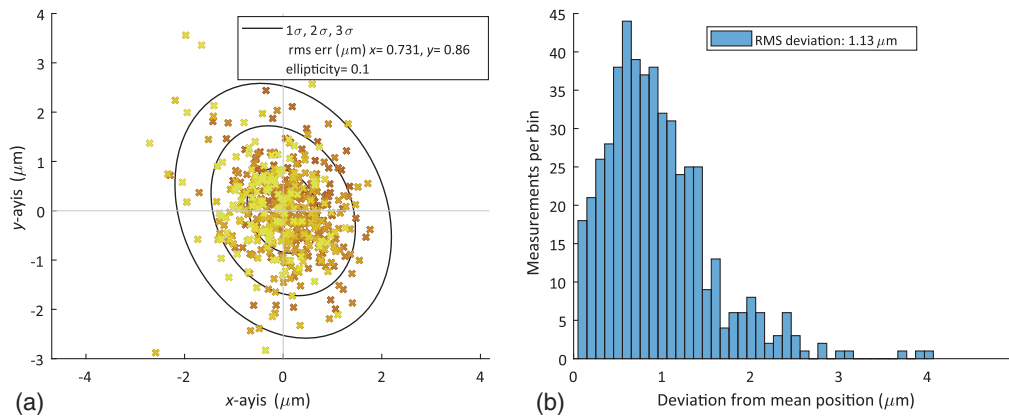 4
3
2
1
0
-1
-2
-3
-4
-2
0
2
4
y-ayis (μm)
x-ayis (μm)
1σ, 2σ, 3σ
rms err (μm) x= 0.731, y= 0.86
ellipticity= 0.1
(a)
45
40
35
30
25
20
15
10
5
0
0
1
2
3
4
Measurements per bin
Deviation from mean position (μm)
RMS deviation: 1.13 μm
(b)